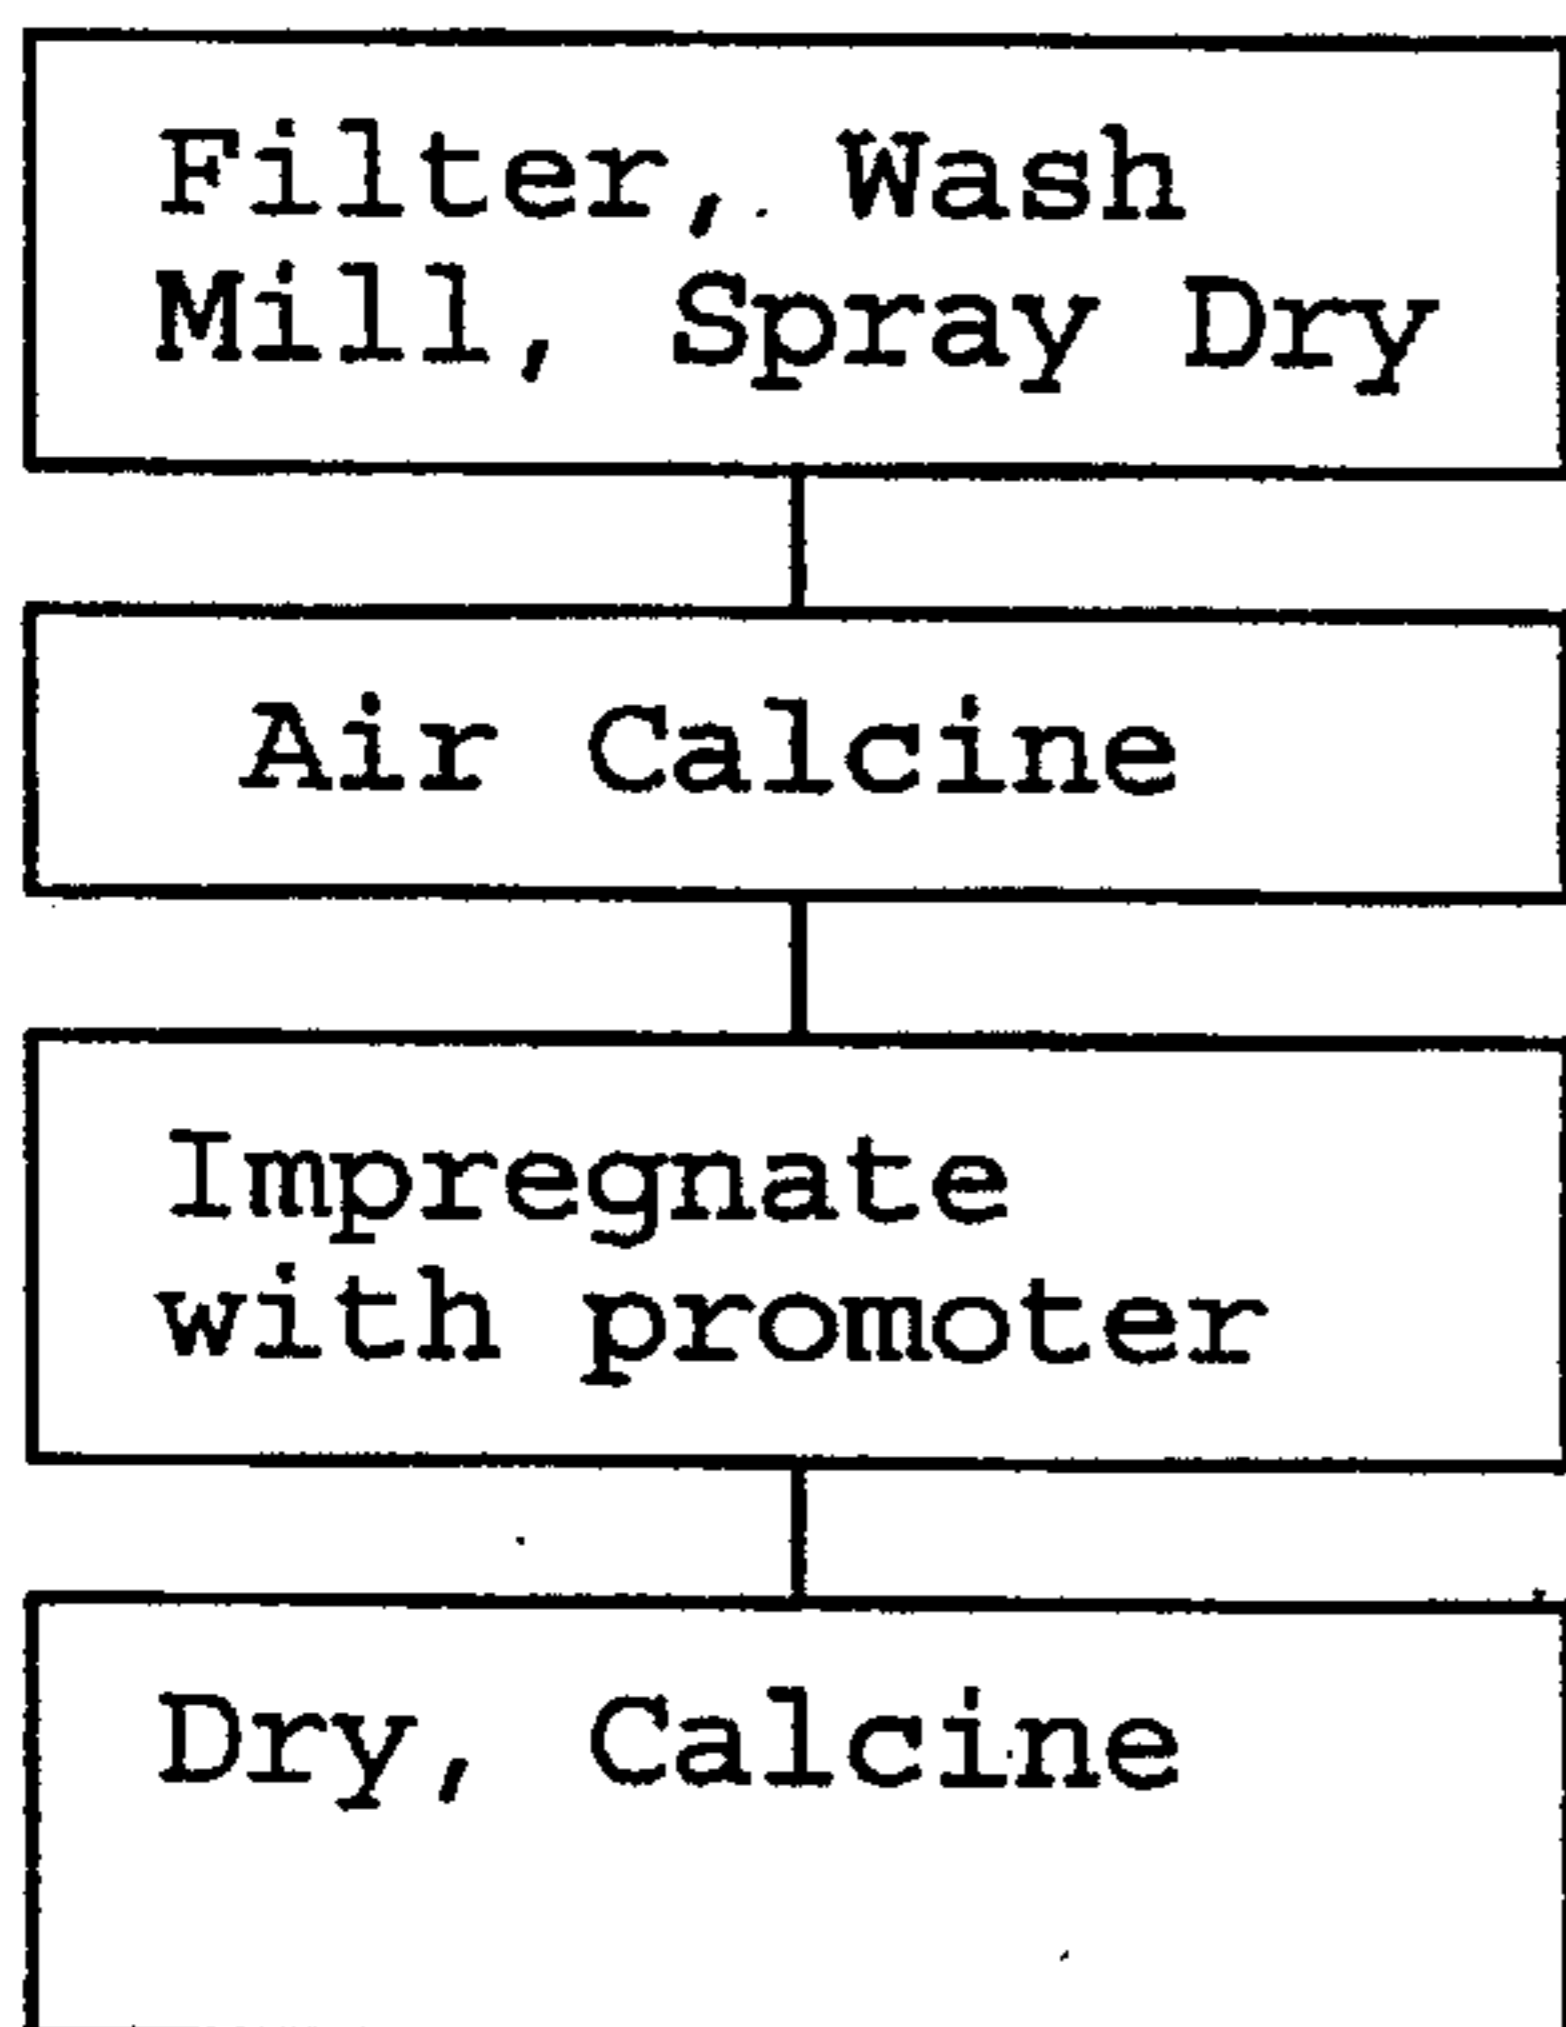 Filter, Wash
Mill, Spray Dry
Air Calcine
Impregnate
with promoter
Dry, Calcine